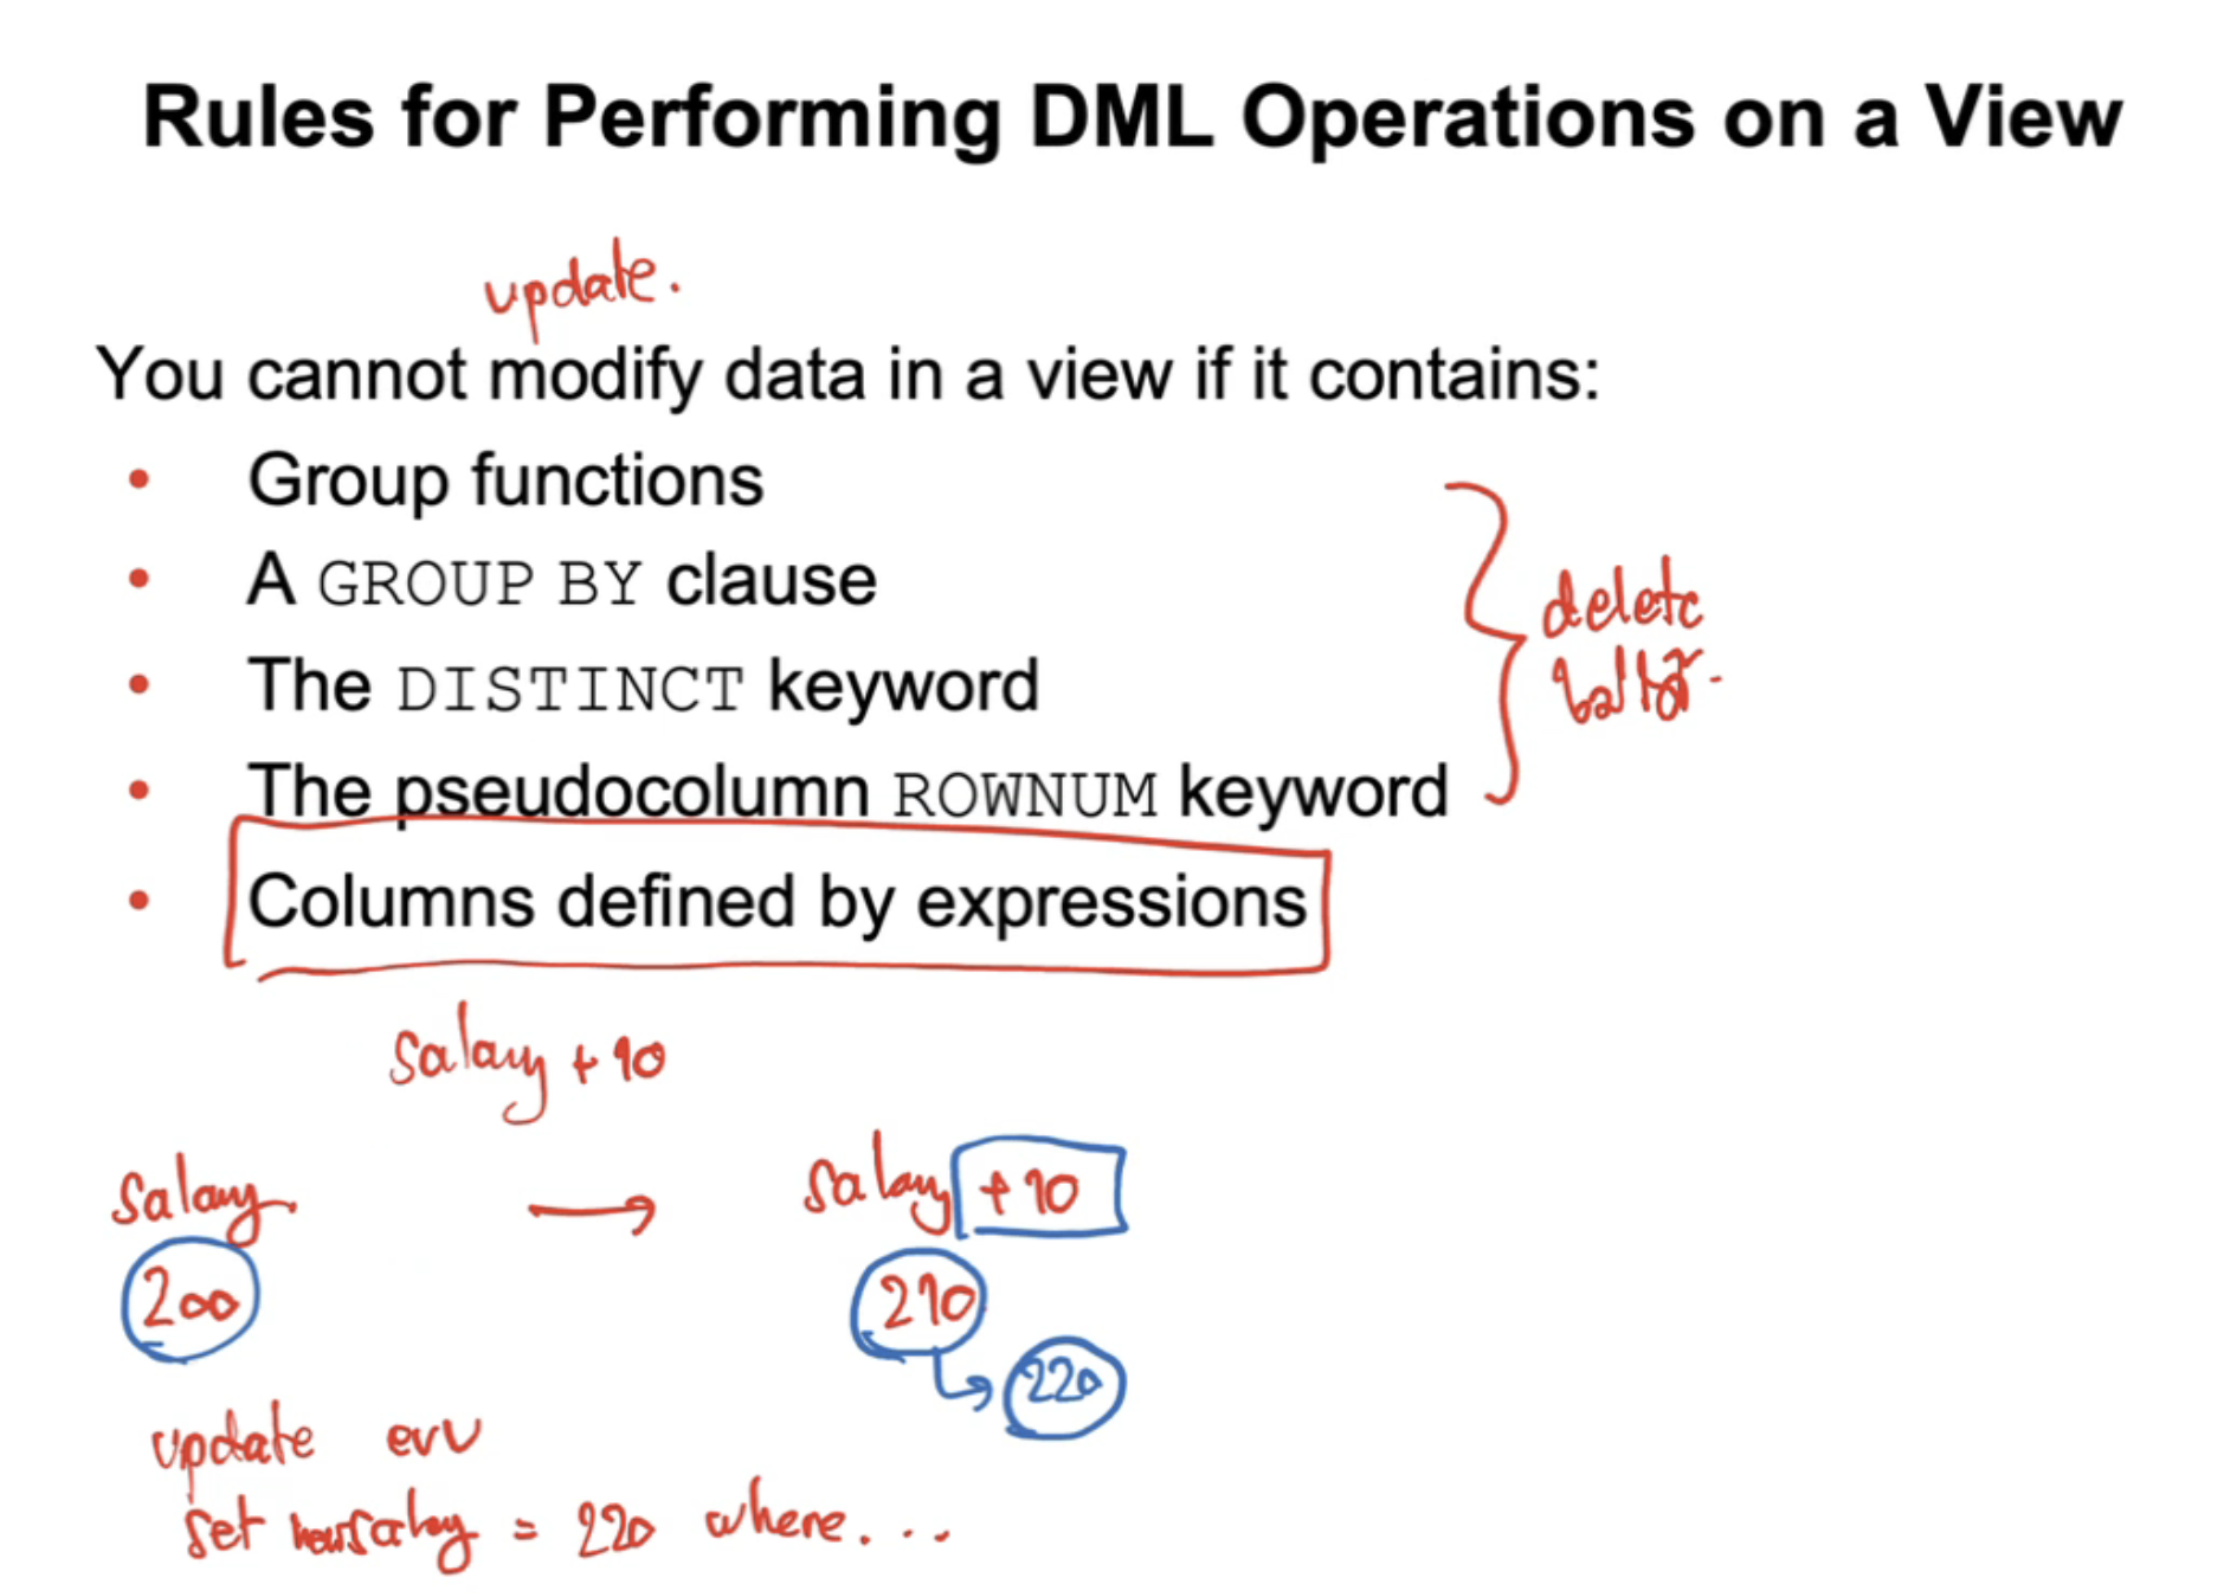 Rules for Performing DML Operations on a View
update.
You cannot modify data in a view if it contains:
• Group functions
• A GROUP BY clause
• The DISTINCT keyword
• The pseudocolumn ROWNUM keyword
delete
• Columns defined by expressions
salary + 10
salary → salary + 10
200 210
220
update evv
set newsalary = 220 where....